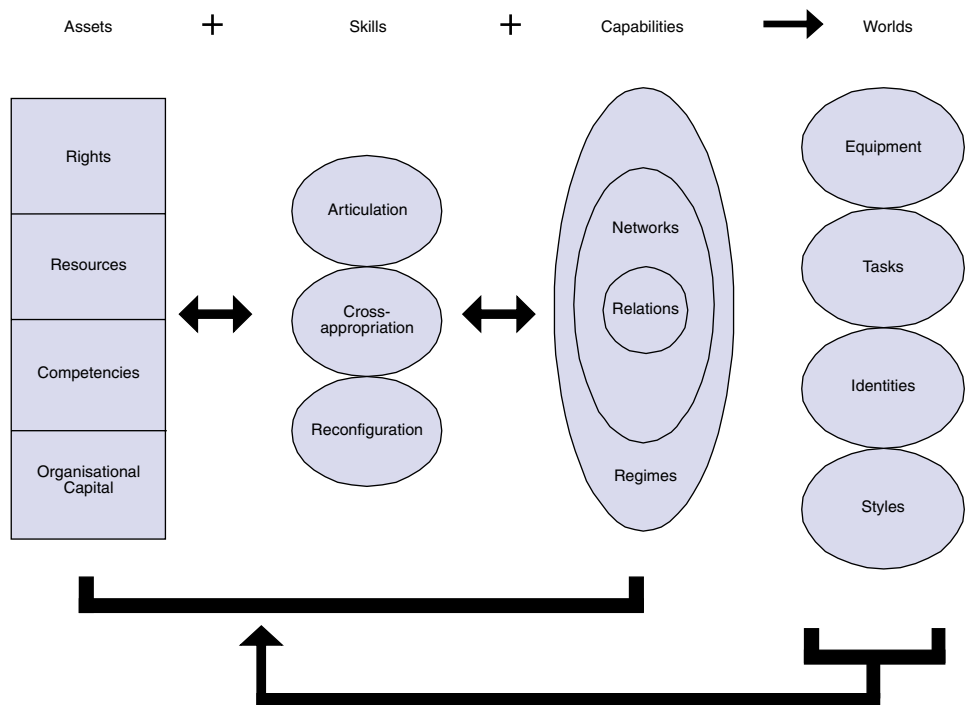 Assets + Skills + Capabilities → Worlds
Rights
Resources
Competencies
Organisational
Capital
Articulation
Cross-
appropriation
Reconfiguration
Networks
Relations
Regimes
Equipment
Tasks
Identities
Styles